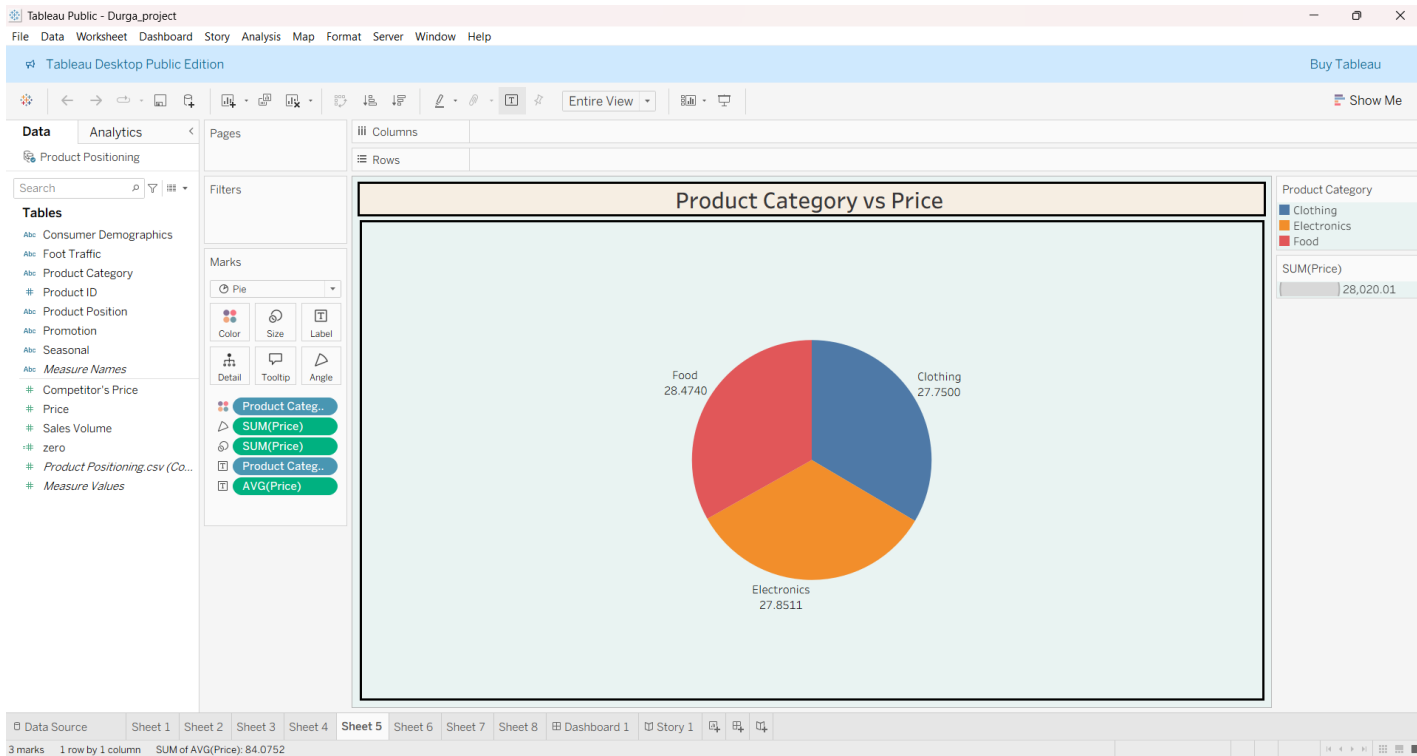 Tableau Public - Durga_project
File Data Worksheet Dashboard Story Analysis Map Format Server Window Help
Tableau Desktop Public Edition
Buy Tableau
Entire View
Show Me
Data Analytics
Product Positioning
Search
Tables
Abc Consumer Demographics
Abc Foot Traffic
Abc Product Category
# Product ID
Abc Product Position
Abc Promotion
Abc Seasonal
Abc Measure Names
# Competitor's Price
# Price
# Sales Volume
=# zero
# Product Positioning.csv (Co...
# Measure Values
Pages
Filters
Marks
Pie
Color Size Label
Detail Tooltip Angle
Product Categ..
SUM(Price)
SUM(Price)
Product Categ..
AVG(Price)
Columns
Rows
Product Category vs Price
Food
28.4740
Clothing
27.7500
Electronics
27.8511
Product Category
Clothing
Electronics
Food
SUM(Price)
28,020.01
Data Source Sheet 1 Sheet 2 Sheet 3 Sheet 4 Sheet 5 Sheet 6 Sheet 7 Sheet 8 Dashboard 1 Story 1
3 marks 1 row by 1 column SUM of AVG(Price): 84.0752